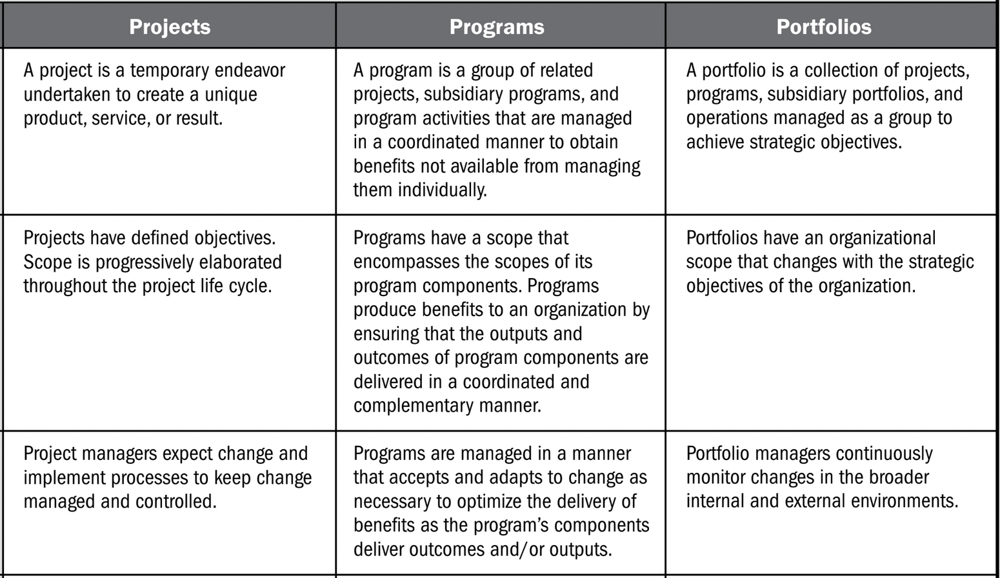 Projects
Programs
Portfolios
A project is a temporary endeavor
undertaken to create a unique
product, service, or result.
A program is a group of related
projects, subsidiary programs, and
program activities that are managed
in a coordinated manner to obtain
benefits not available from managing
them individually.
A portfolio is a collection of projects,
programs, subsidiary portfolios, and
operations managed as a group to
achieve strategic objectives.
Projects have defined objectives.
Scope is progressively elaborated
throughout the project life cycle.
Programs have a scope that
encompasses the scopes of its
program components. Programs
produce benefits to an organization by
ensuring that the outputs and
outcomes of program components are
delivered in a coordinated and
complementary manner.
Portfolios have an organizational
scope that changes with the strategic
objectives of the organization.
Project managers expect change and
implement processes to keep change
managed and controlled.
Programs are managed in a manner
that accepts and adapts to change as
necessary to optimize the delivery of
benefits as the program’s components
deliver outcomes and/or outputs.
Portfolio managers continuously
monitor changes in the broader
internal and external environments.